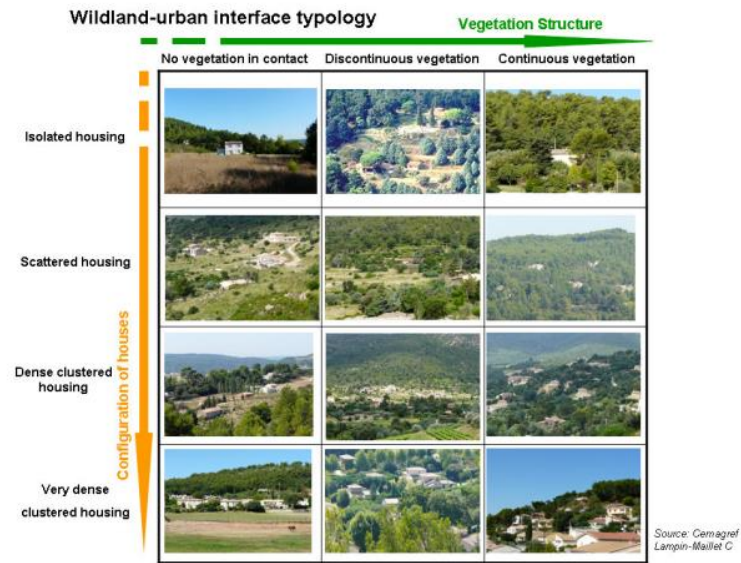 Wildland-urban interface typology
Vegetation Structure
No vegetation in contact
Discontinuous vegetation
Continuous vegetation
Isolated housing
Scattered housing
Dense clustered
housing
Very dense
clustered housing
Configuration of houses
Source: Cemagref
Lampin-Maillet C